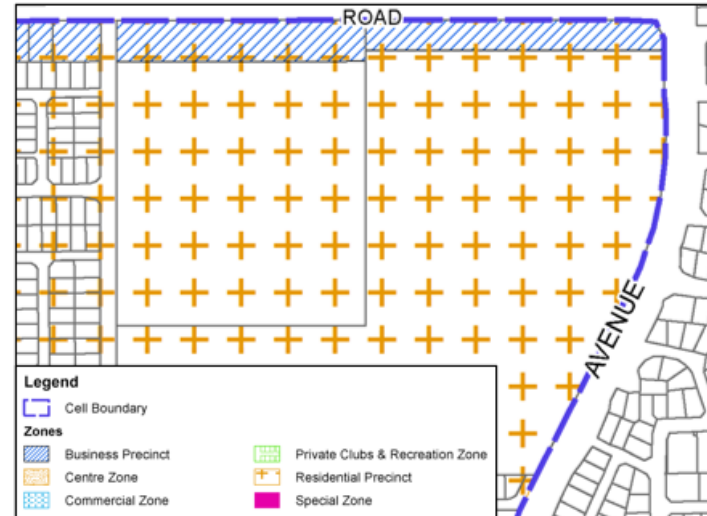 ROAD
AVENUE
Legend
Cell Boundary
Zones
Business Precinct
Centre Zone
Commercial Zone
Private Clubs & Recreation Zone
Residential Precinct
Special Zone